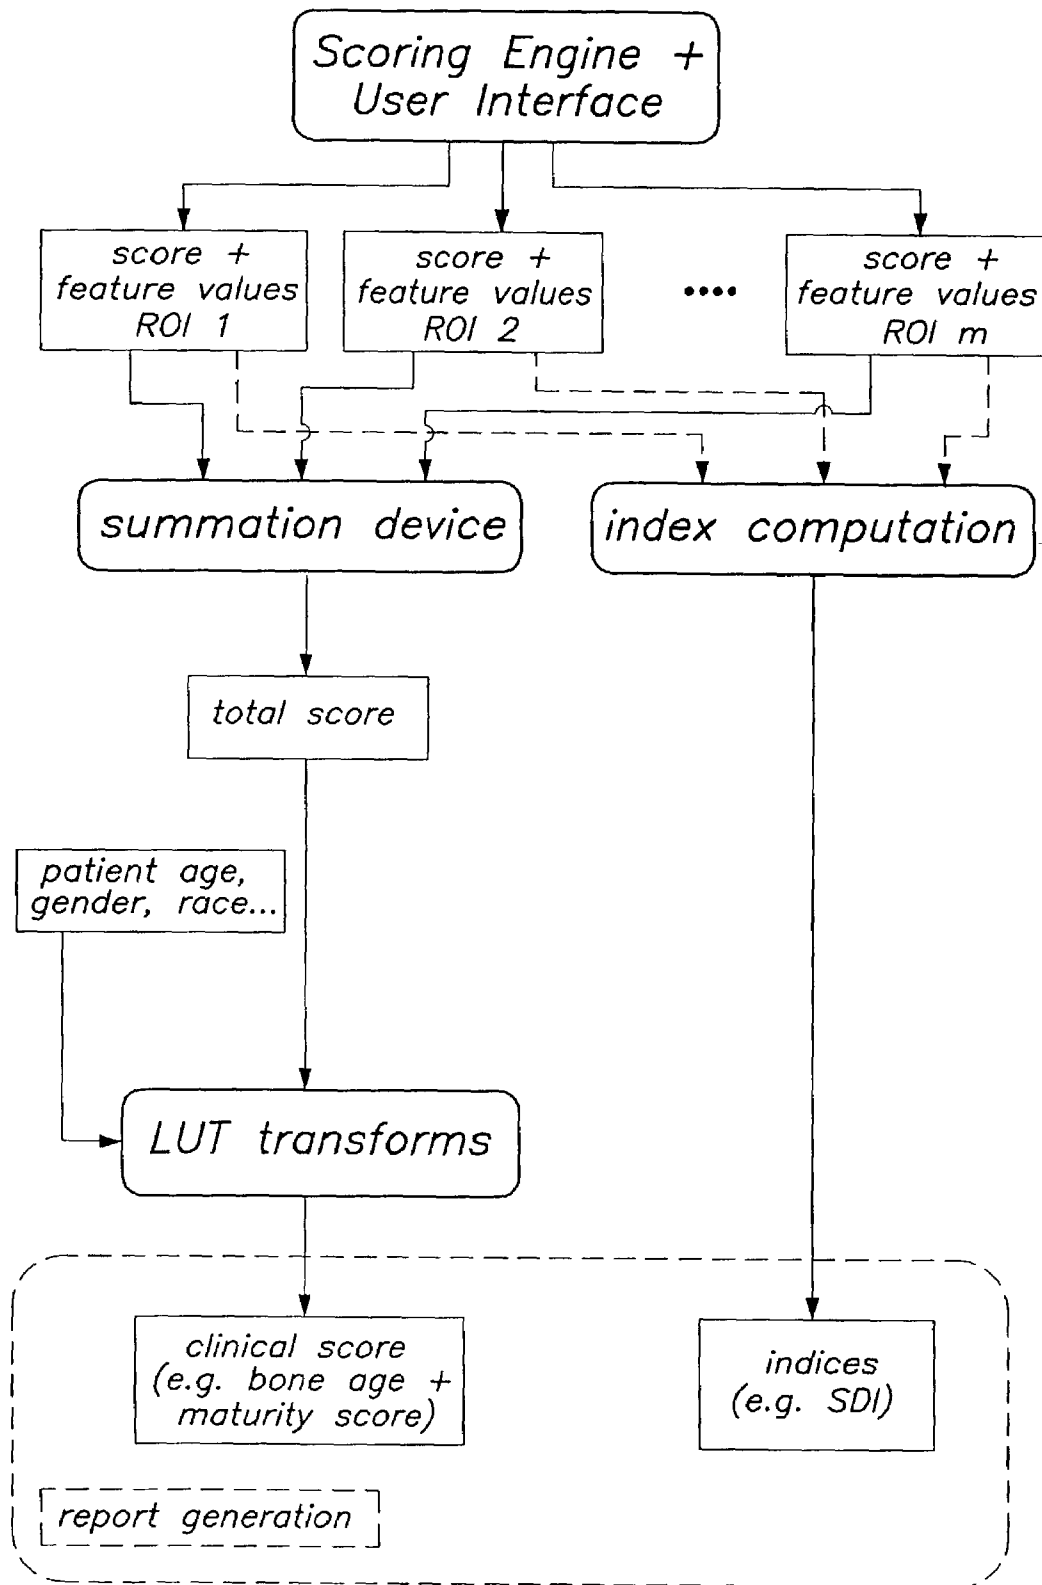 Scoring Engine +
User Interface
score +
feature values
ROI 1
score +
feature values
ROI 2
score +
feature values
ROI m
summation device
index computation
total score
patient age,
gender, race...
LUT transforms
clinical score
(e.g. bone age +
maturity score)
indices
(e.g. SDI)
report generation